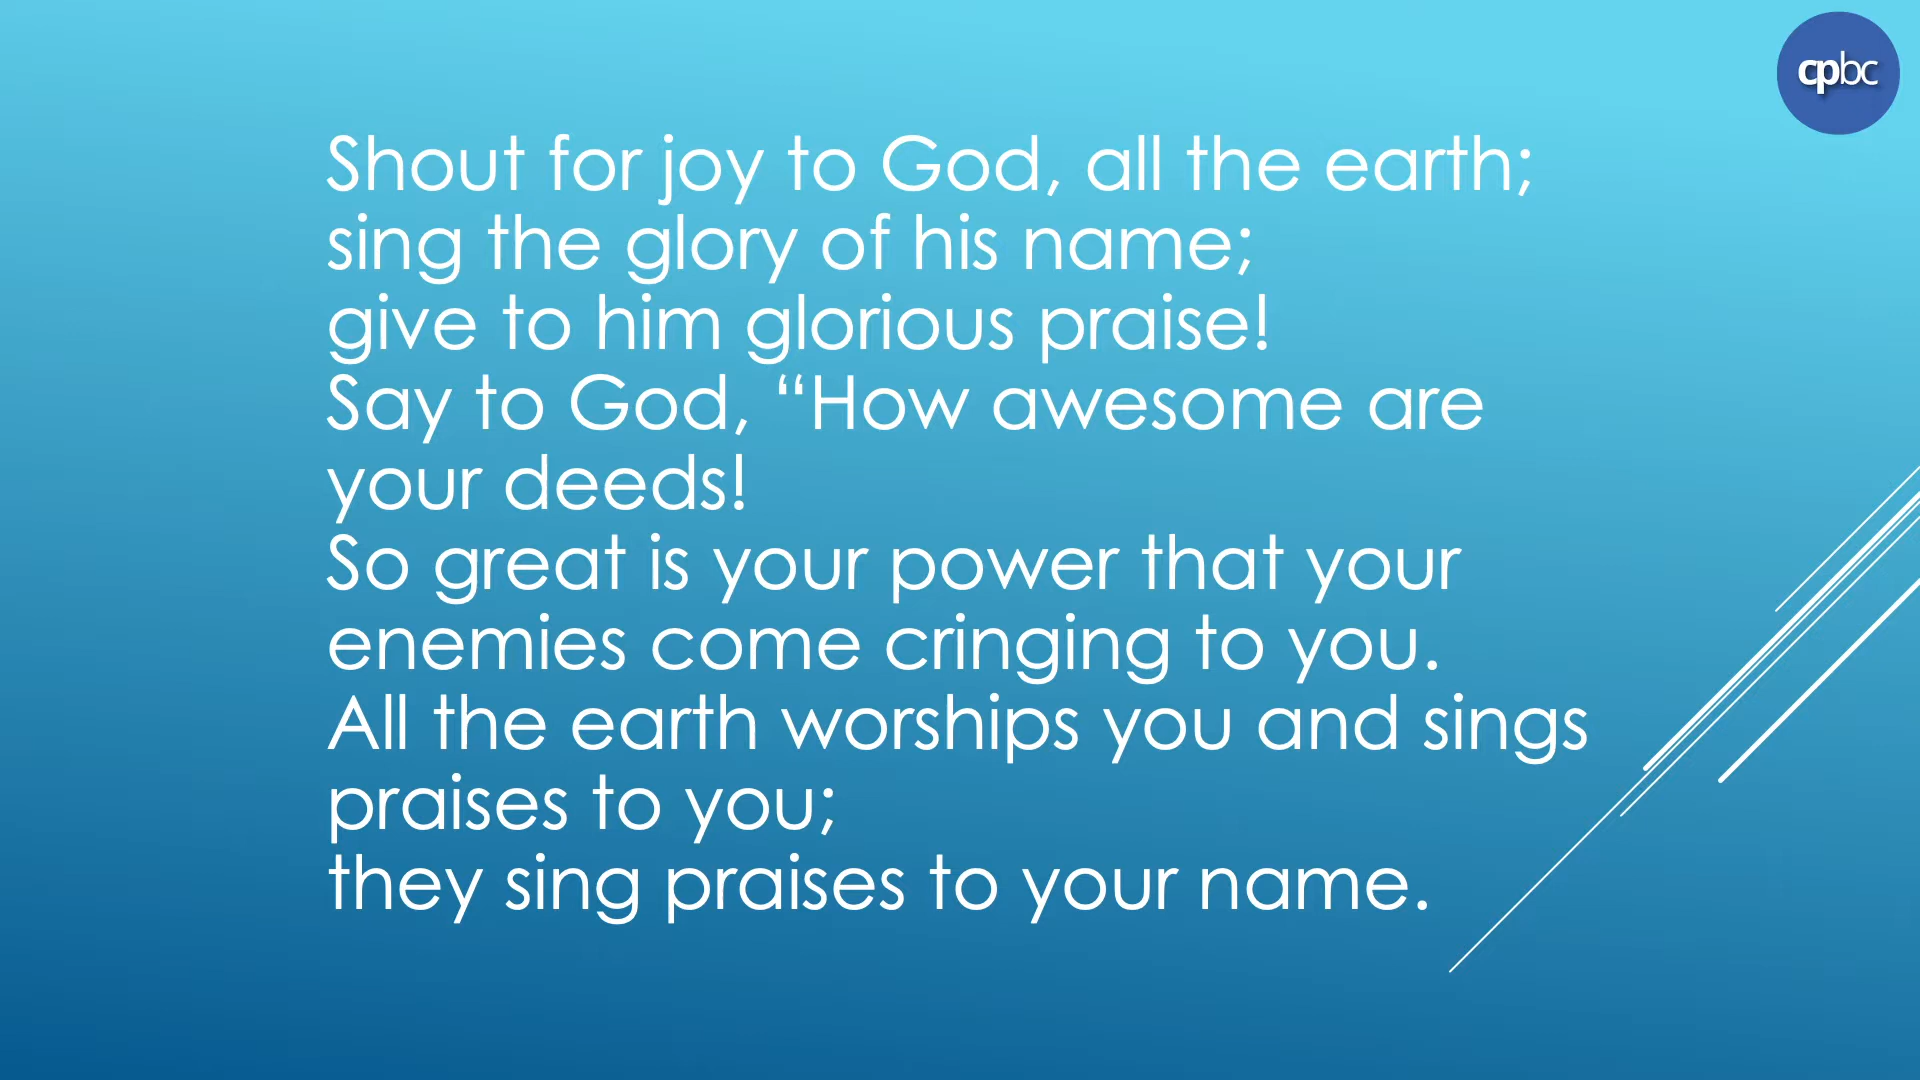 cpbc
Shout for joy to God, all the earth;
sing the glory of his name;
give to him glorious praise!
Say to God, “How awesome are
your deeds!
So great is your power that your
enemies come cringing to you.
All the earth worships you and sings
praises to you;
they sing praises to your name.